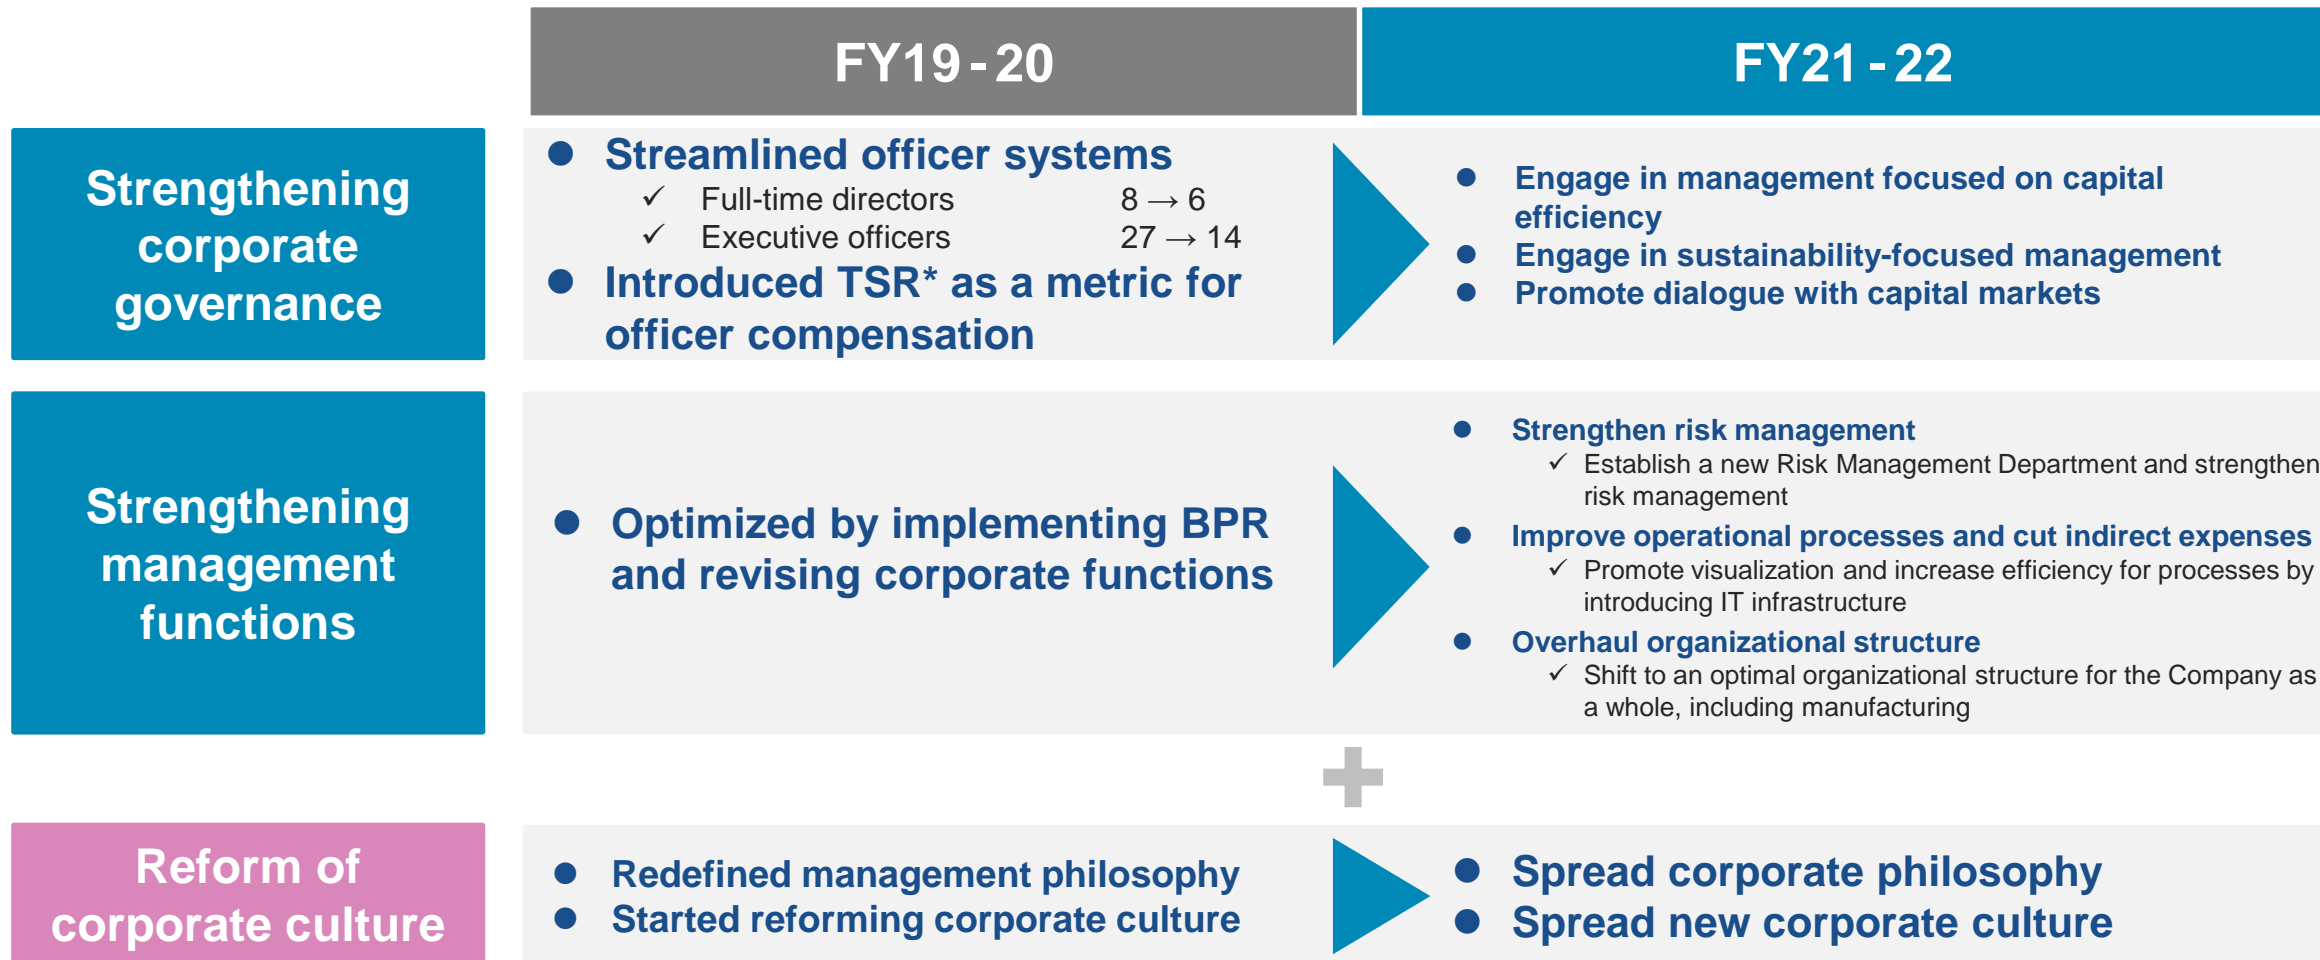 FY19 - 20
FY21 - 22
Strengthening
corporate
governance
● Streamlined officer systems
✓ Full-time directors 8 → 6
✓ Executive officers 27 → 14
● Introduced TSR* as a metric for
officer compensation
● Engage in management focused on capital
efficiency
● Engage in sustainability-focused management
● Promote dialogue with capital markets
Strengthening
management
functions
● Optimized by implementing BPR
and revising corporate functions
● Strengthen risk management
✓ Establish a new Risk Management Department and strengthen
risk management
● Improve operational processes and cut indirect expenses
✓ Promote visualization and increase efficiency for processes by
introducing IT infrastructure
● Overhaul organizational structure
✓ Shift to an optimal organizational structure for the Company as
a whole, including manufacturing
Reform of
corporate culture
● Redefined management philosophy
● Started reforming corporate culture
● Spread corporate philosophy
● Spread new corporate culture